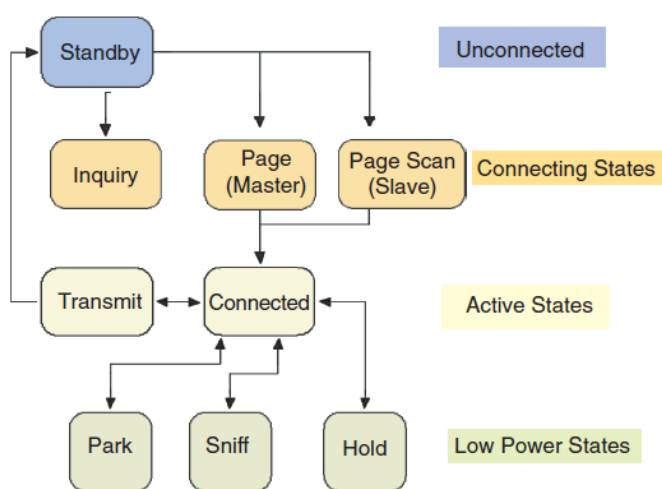 Standby
Unconnected
Inquiry
Page
(Master)
Page Scan
(Slave)
Connecting States
Transmit
Connected
Active States
Park
Sniff
Hold
Low Power States